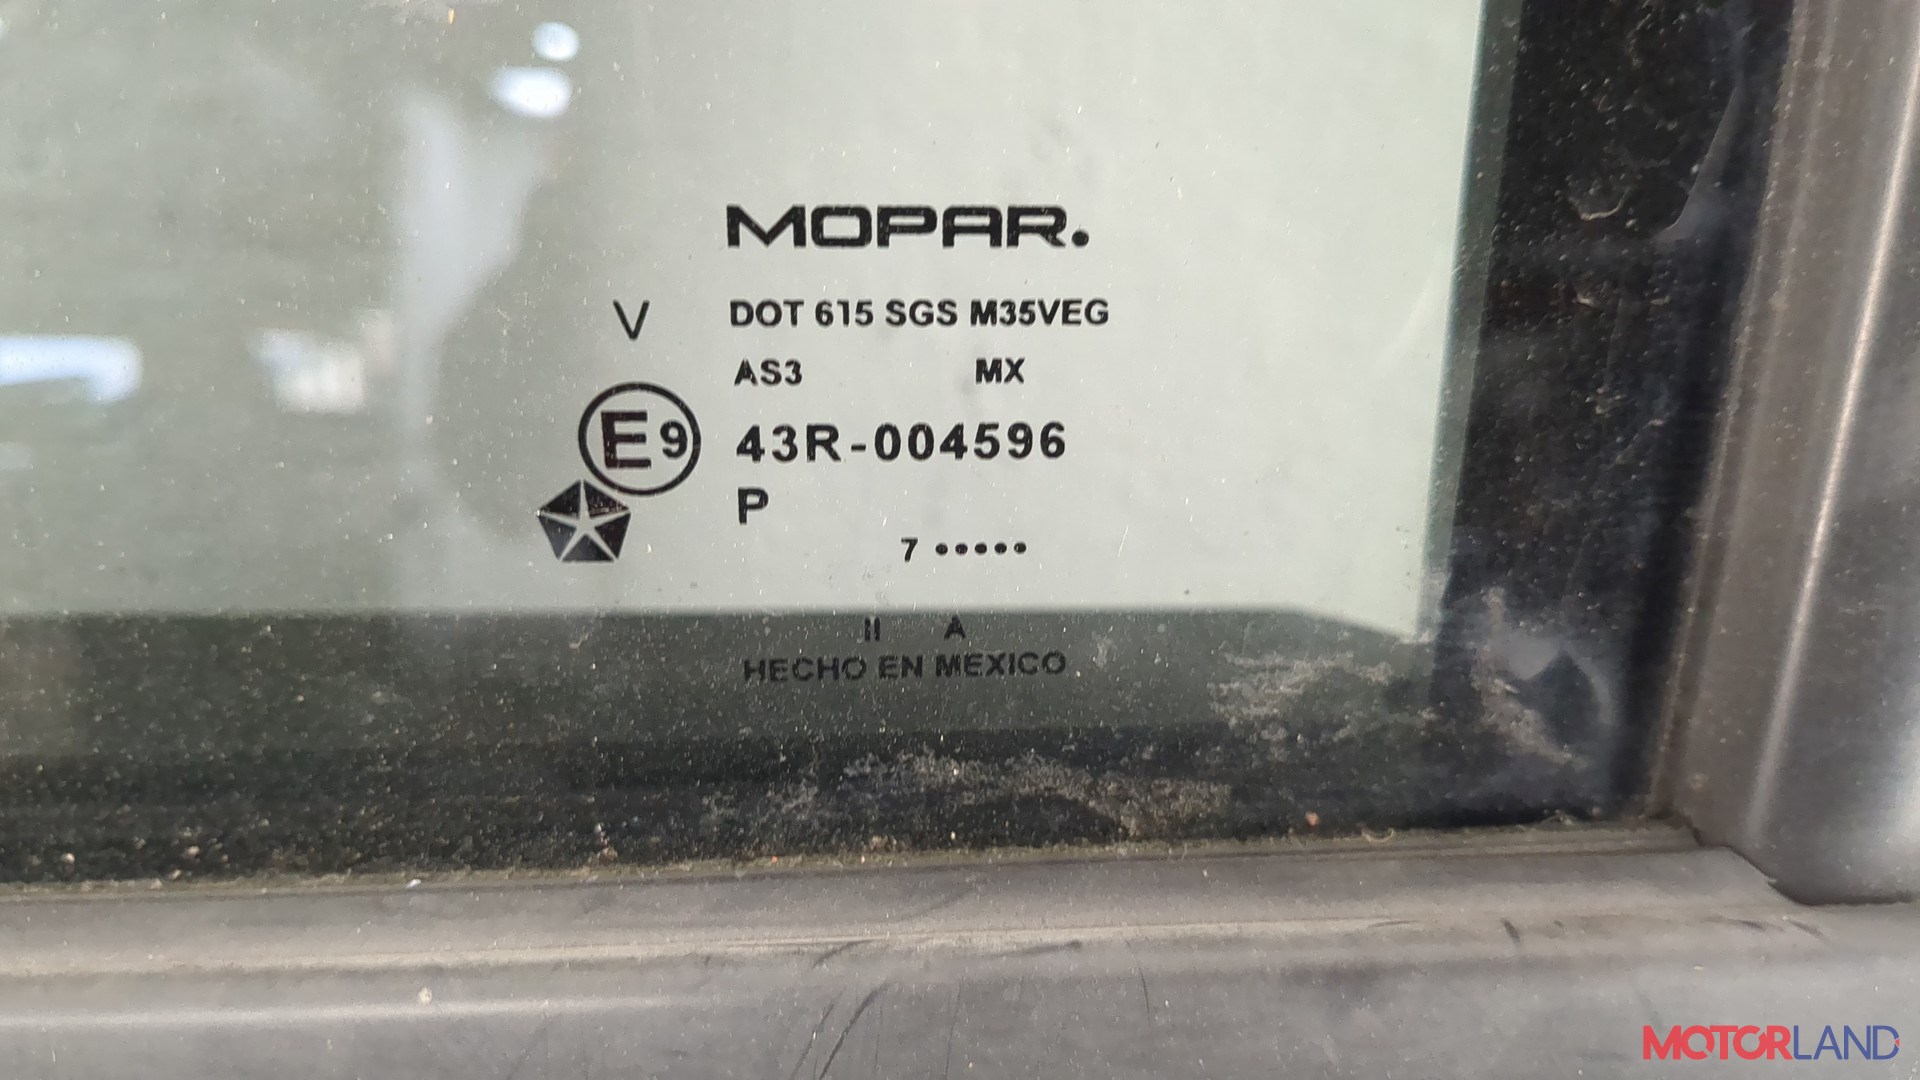 MOPAR.
V DOT 615 SGS M35VEG
AS3 MX
E9 43R-004596
P
7 •••••
II A
HECHO EN MEXICO
MOTORLAND